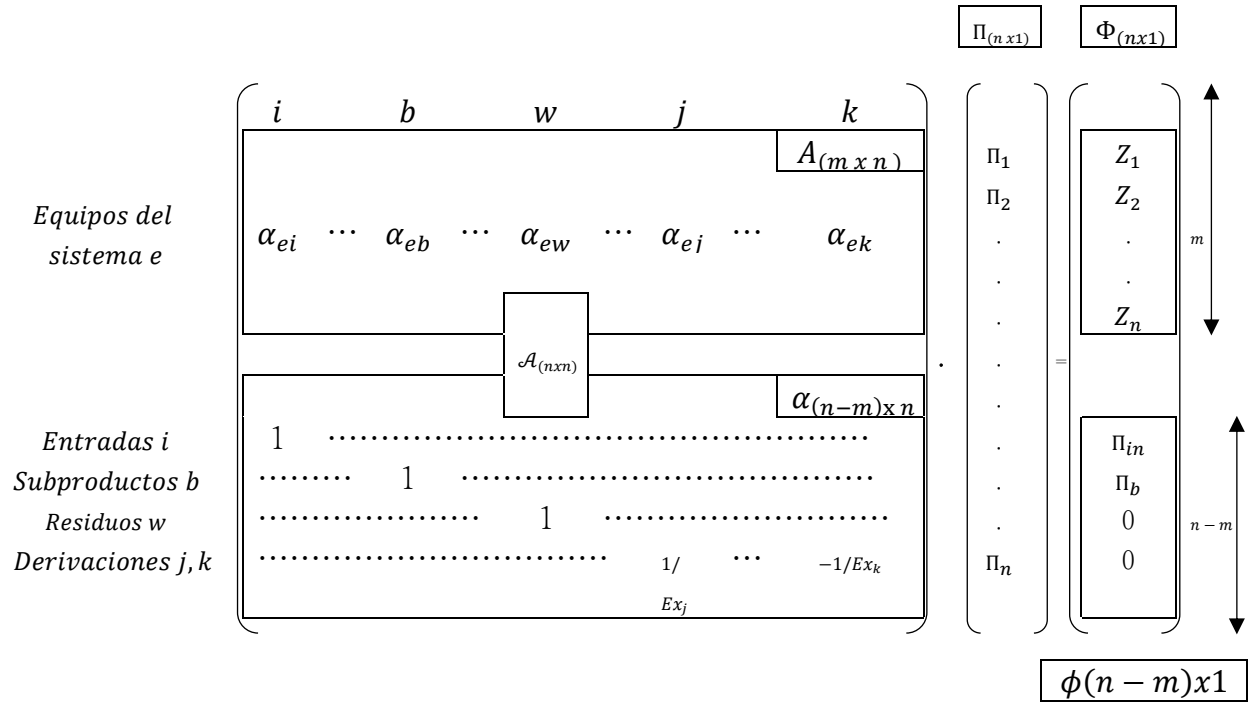 Π(n x1) Φ(nx1)
i b w j k
A(m x n)
Π₁ Z₁
Equipos del
sistema e
Π₂ Z₂
αₑᵢ ⋯ αₑb ⋯ αₑw ⋯ αₑⱼ ⋯ αₑₖ . . m
. .
. Zₙ
𝒜(nxn) . . =
α(n−m)x n .
Entradas i 1 ⋯⋯⋯⋯⋯⋯⋯⋯⋯⋯⋯⋯ . Πᵢₙ
Subproductos b ⋯⋯⋯ 1 ⋯⋯⋯⋯⋯⋯⋯⋯⋯ . Πb
Residuos w ⋯⋯⋯⋯⋯⋯ 1 ⋯⋯⋯⋯⋯⋯ . 0 n − m
Derivaciones j, k ⋯⋯⋯⋯⋯⋯⋯⋯⋯ 1/ ⋯ −1/Exₖ Πₙ 0
Exⱼ
ϕ(n − m)x1